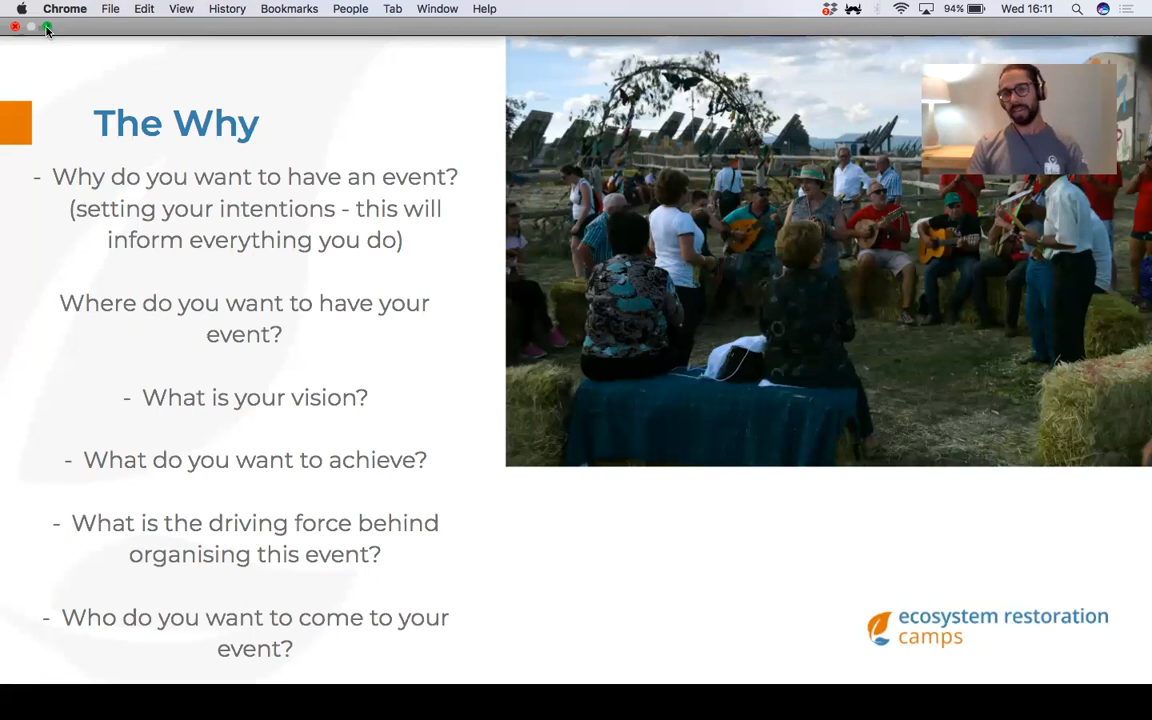 Chrome File Edit View History Bookmarks People Tab Window Help 94% Wed 16:11
The Why
- Why do you want to have an event?
(setting your intentions - this will
inform everything you do)
Where do you want to have your
event?
- What is your vision?
- What do you want to achieve?
- What is the driving force behind
organising this event?
- Who do you want to come to your
event?
ecosystem restoration
camps